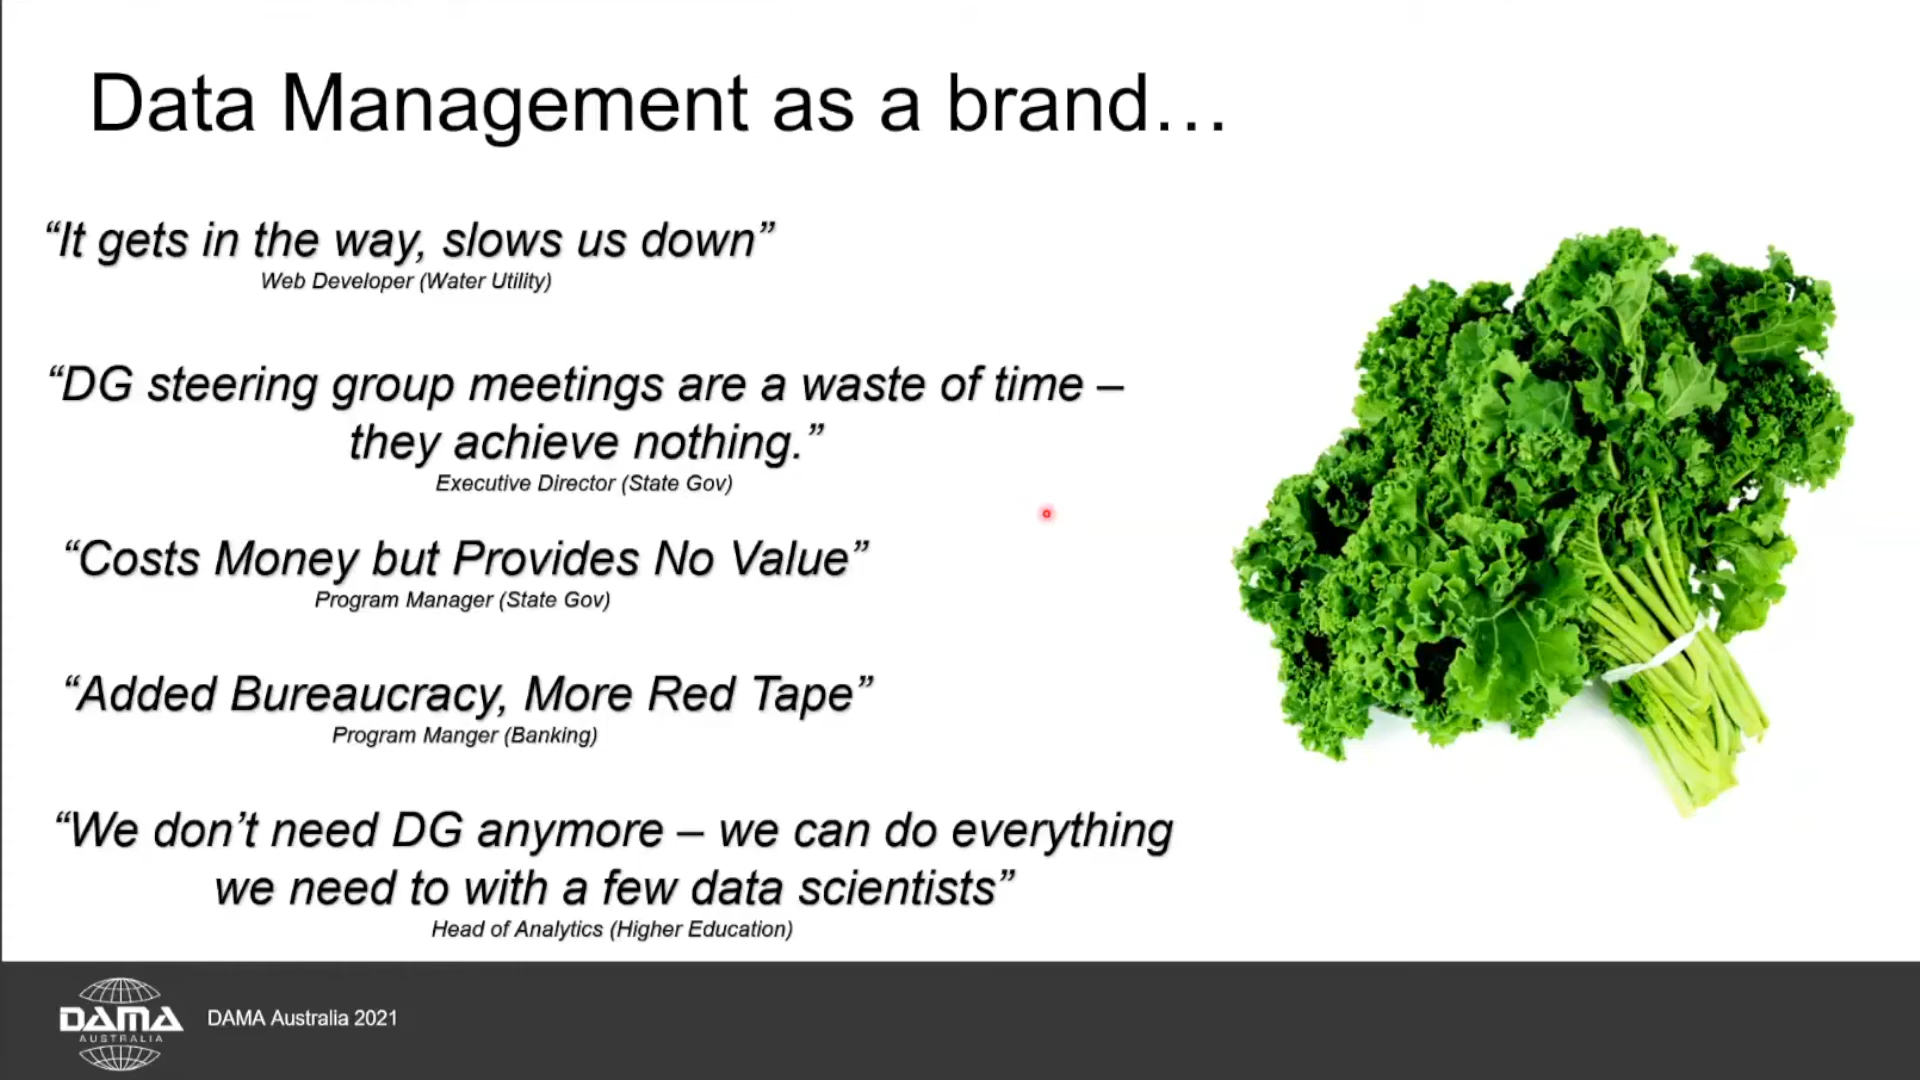 Data Management as a brand…
“It gets in the way, slows us down”
Web Developer (Water Utility)
“DG steering group meetings are a waste of time –
they achieve nothing.”
Executive Director (State Gov)
“Costs Money but Provides No Value”
Program Manager (State Gov)
“Added Bureaucracy, More Red Tape”
Program Manger (Banking)
“We don’t need DG anymore – we can do everything
we need to with a few data scientists”
Head of Analytics (Higher Education)
DAMA
AUSTRALIA
DAMA Australia 2021